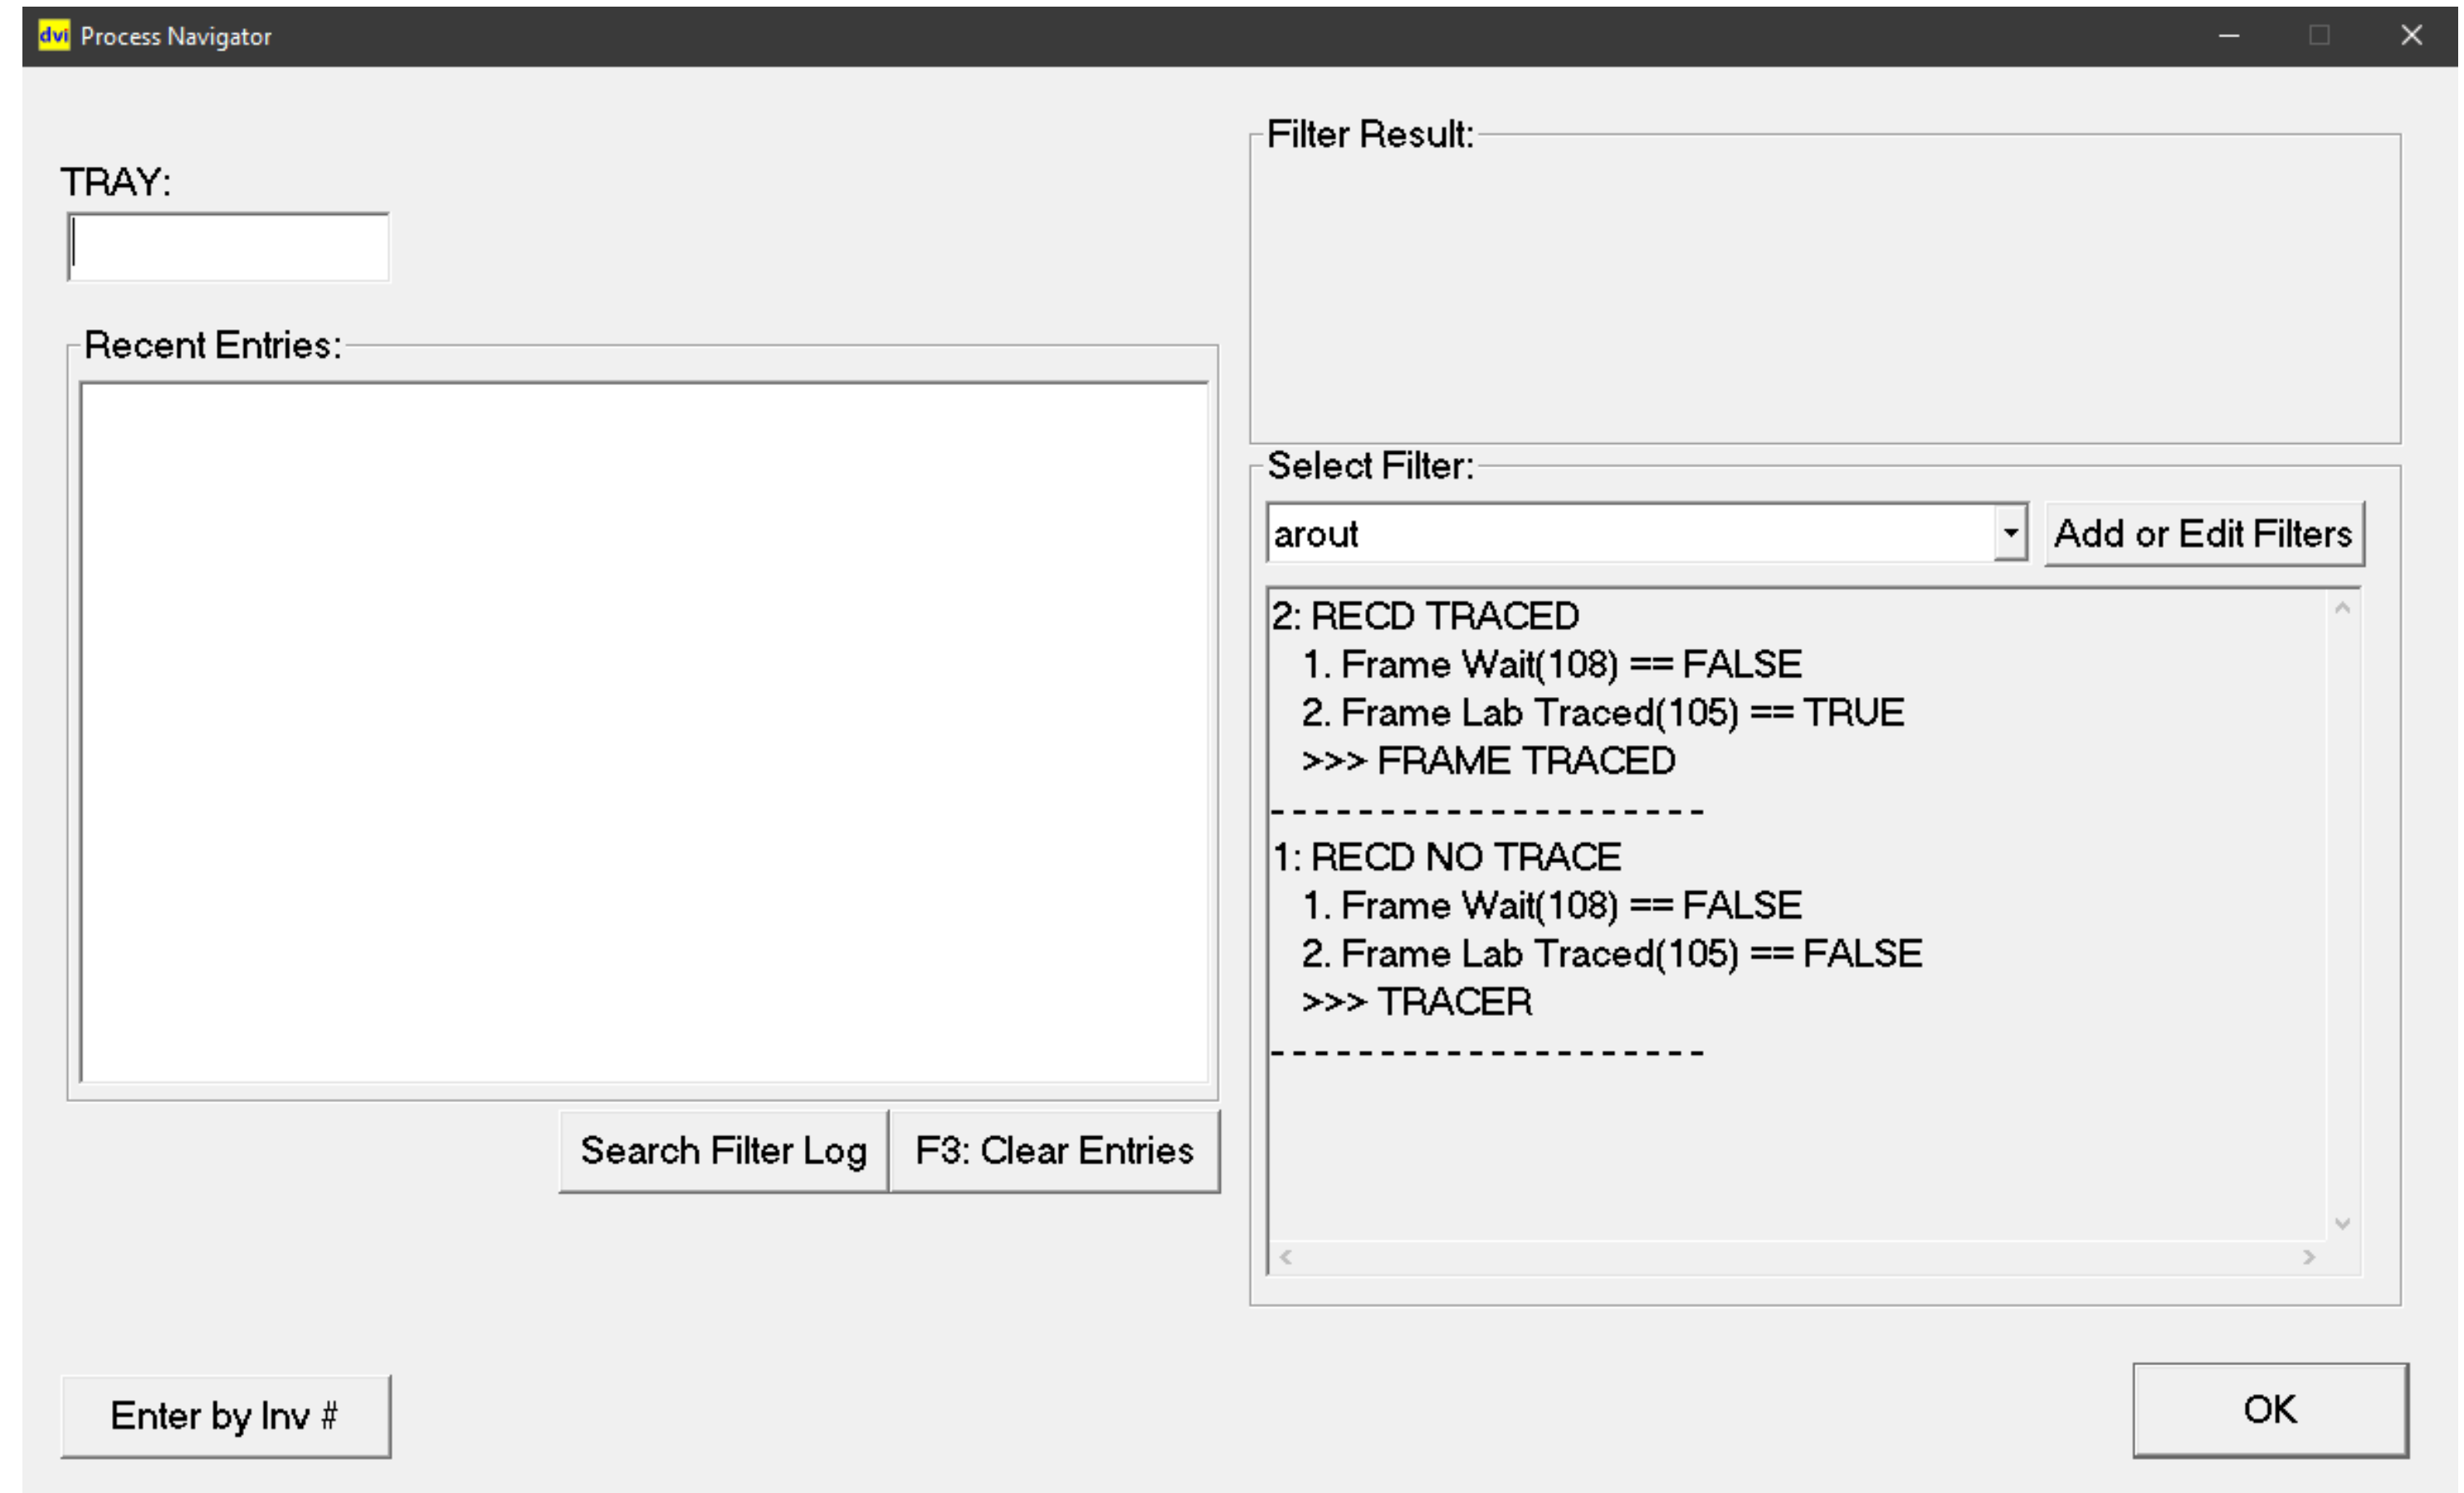 dvi Process Navigator
TRAY:
Recent Entries:
Search Filter Log
F3: Clear Entries
Enter by Inv #
Filter Result:
Select Filter:
arout
Add or Edit Filters
2: RECD TRACED
1. Frame Wait(108) == FALSE
2. Frame Lab Traced(105) == TRUE
>>> FRAME TRACED
--------------------
1: RECD NO TRACE
1. Frame Wait(108) == FALSE
2. Frame Lab Traced(105) == FALSE
>>> TRACER
--------------------
OK